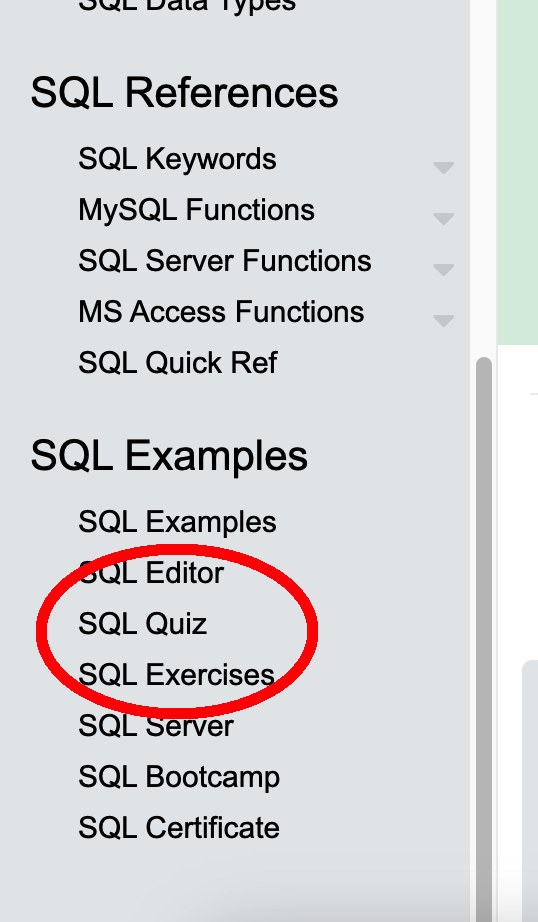 SQL Data Types
SQL References
SQL Keywords
MySQL Functions
SQL Server Functions
MS Access Functions
SQL Quick Ref
SQL Examples
SQL Examples
SQL Editor
SQL Quiz
SQL Exercises
SQL Server
SQL Bootcamp
SQL Certificate